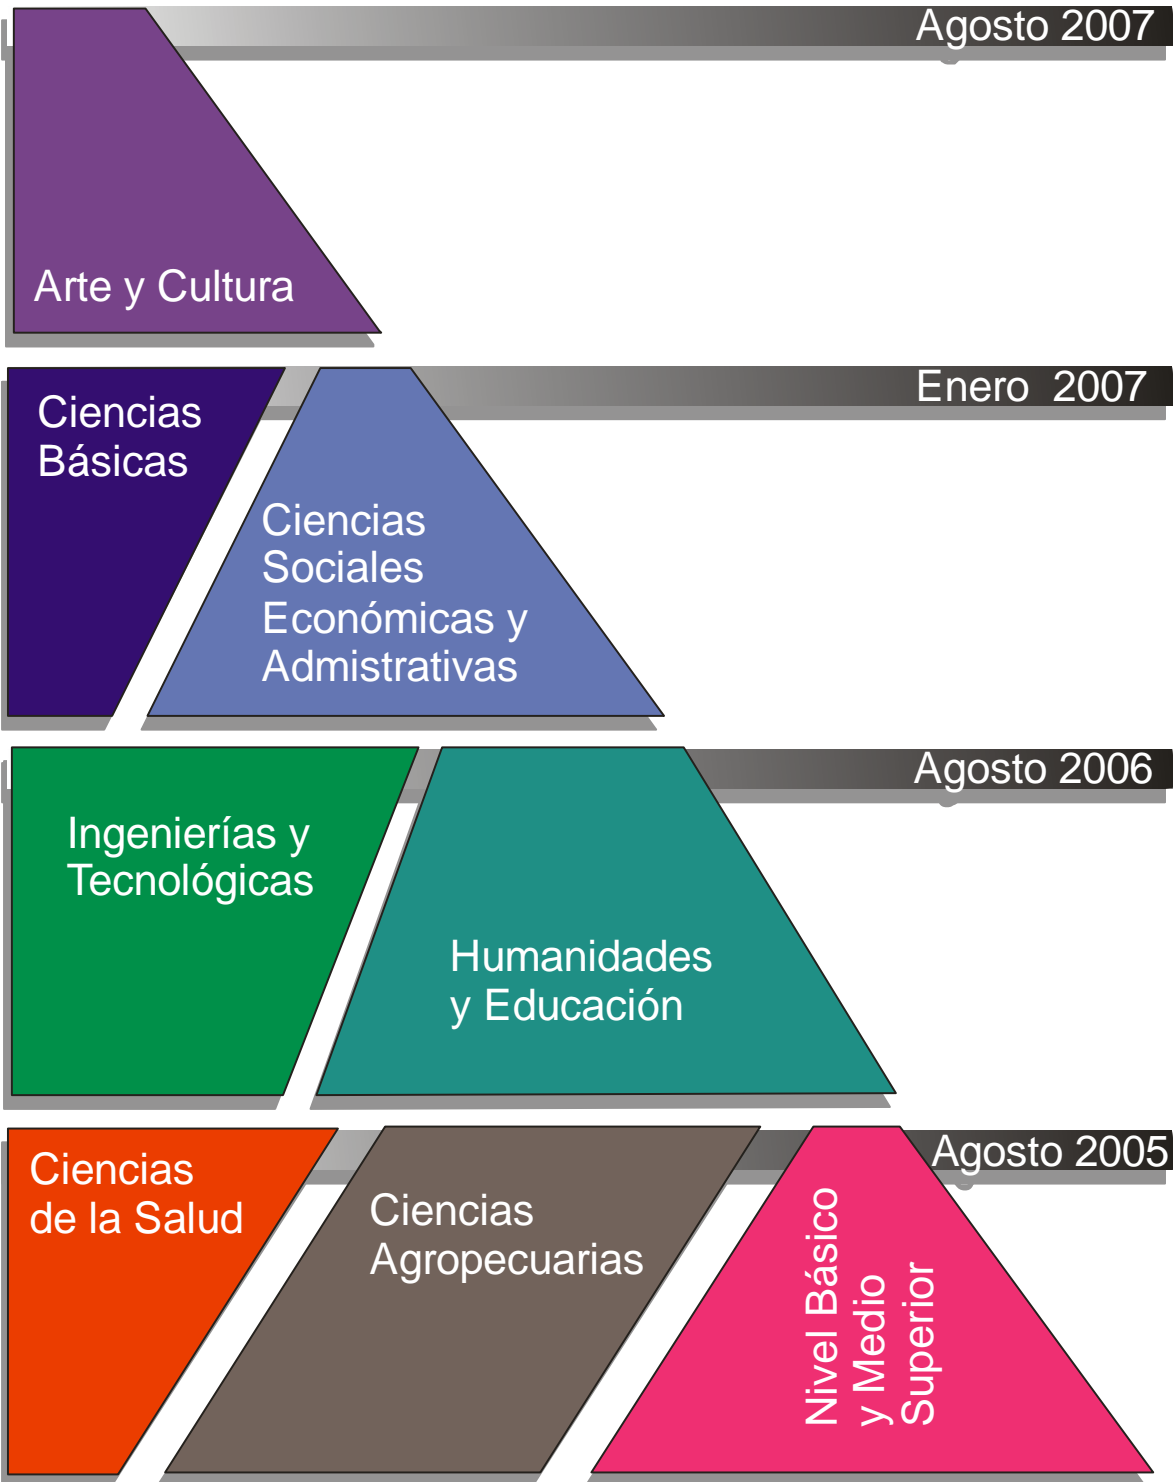 Agosto 2007
Arte y Cultura
Enero 2007
Ciencias
Básicas
Ciencias
Sociales
Económicas y
Admistrativas
Agosto 2006
Ingenierías y
Tecnológicas
Humanidades
y Educación
Agosto 2005
Ciencias
de la Salud
Ciencias
Agropecuarias
Nivel Básico
y Medio
Superior